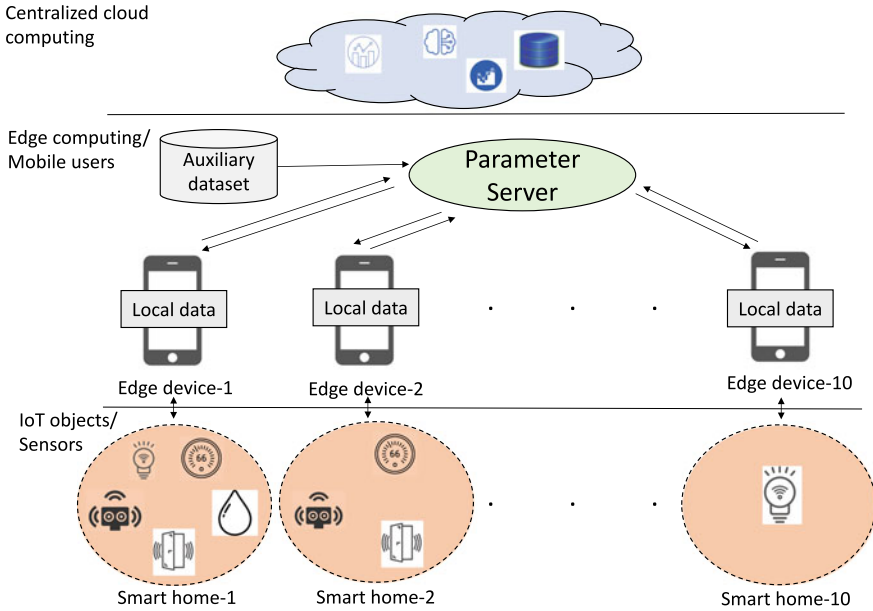 Centralized cloud
computing
Edge computing/
Mobile users
Auxiliary
dataset
Parameter
Server
Local data
Local data
Local data
Edge device-1
Edge device-2
Edge device-10
IoT objects/
Sensors
66
66
Smart home-1
Smart home-2
Smart home-10